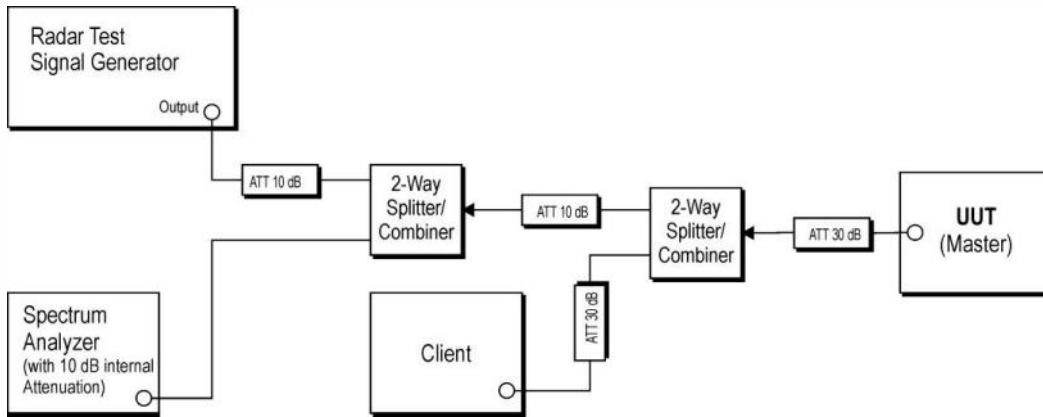 Radar Test
Signal Generator
Output
ATT 10 dB
2-Way
Splitter/
Combiner
ATT 10 dB
2-Way
Splitter/
Combiner
ATT 30 dB
UUT
(Master)
Spectrum
Analyzer
(with 10 dB internal
Attenuation)
Client
ATT 30 dB